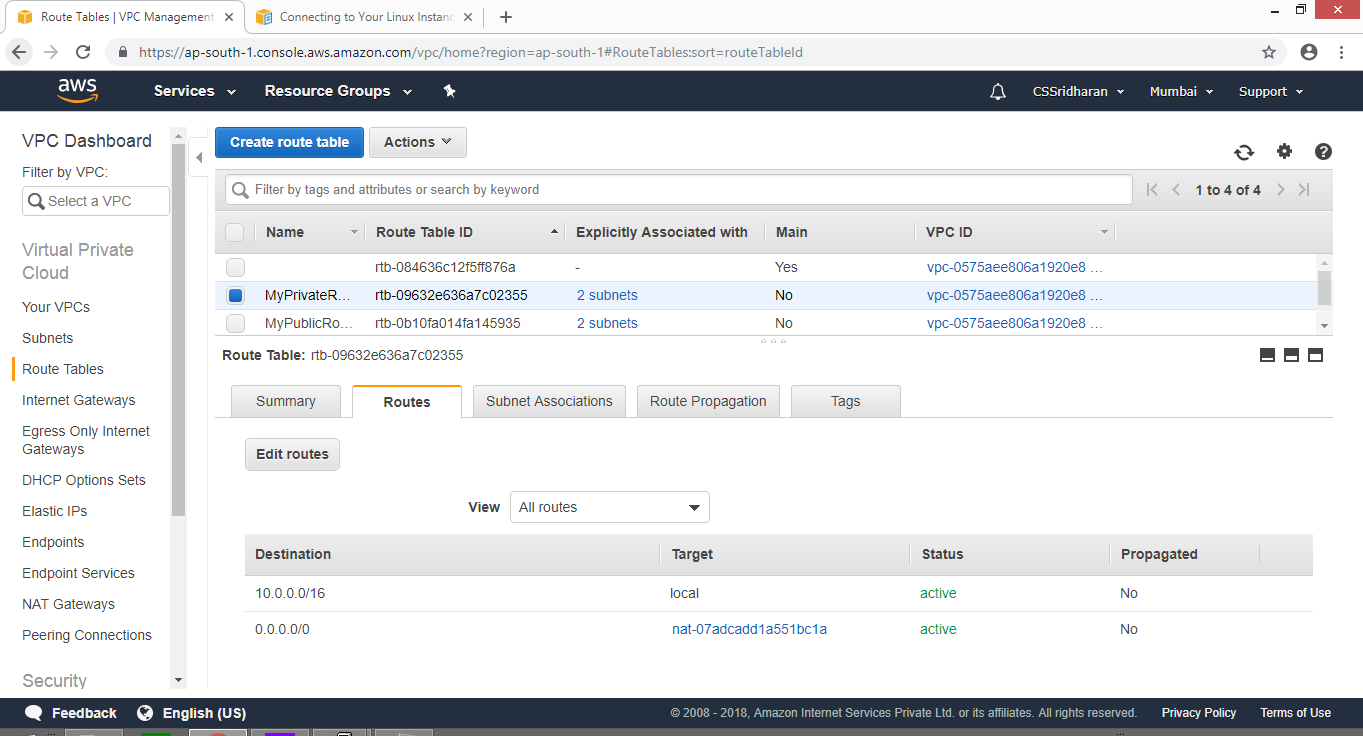 Route Tables | VPC Management
Connecting to Your Linux Instanc
https://ap-south-1.console.aws.amazon.com/vpc/home?region=ap-south-1#RouteTables:sort=routeTableId
aws Services Resource Groups CSSridharan Mumbai Support
VPC Dashboard
Filter by VPC:
Select a VPC
Virtual Private
Cloud
Your VPCs
Subnets
Route Tables
Internet Gateways
Egress Only Internet
Gateways
DHCP Options Sets
Elastic IPs
Endpoints
Endpoint Services
NAT Gateways
Peering Connections
Security
Create route table Actions
Filter by tags and attributes or search by keyword 1 to 4 of 4
Name Route Table ID Explicitly Associated with Main VPC ID
rtb-084636c12f5ff876a - Yes vpc-0575aee806a1920e8 ...
MyPrivateR... rtb-09632e636a7c02355 2 subnets No vpc-0575aee806a1920e8 ...
MyPublicRo... rtb-0b10fa014fa145935 2 subnets No vpc-0575aee806a1920e8 ...
Route Table: rtb-09632e636a7c02355
Summary Routes Subnet Associations Route Propagation Tags
Edit routes
View All routes
Destination Target Status Propagated
10.0.0.0/16 local active No
0.0.0.0/0 nat-07adcadd1a551bc1a active No
Feedback English (US) © 2008 - 2018, Amazon Internet Services Private Ltd. or its affiliates. All rights reserved. Privacy Policy Terms of Use